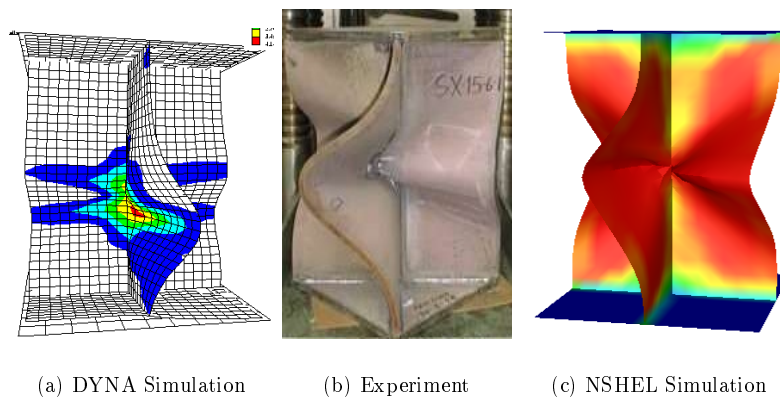 SX1561
(a) DYNA Simulation
(b) Experiment
(c) NSHEL Simulation